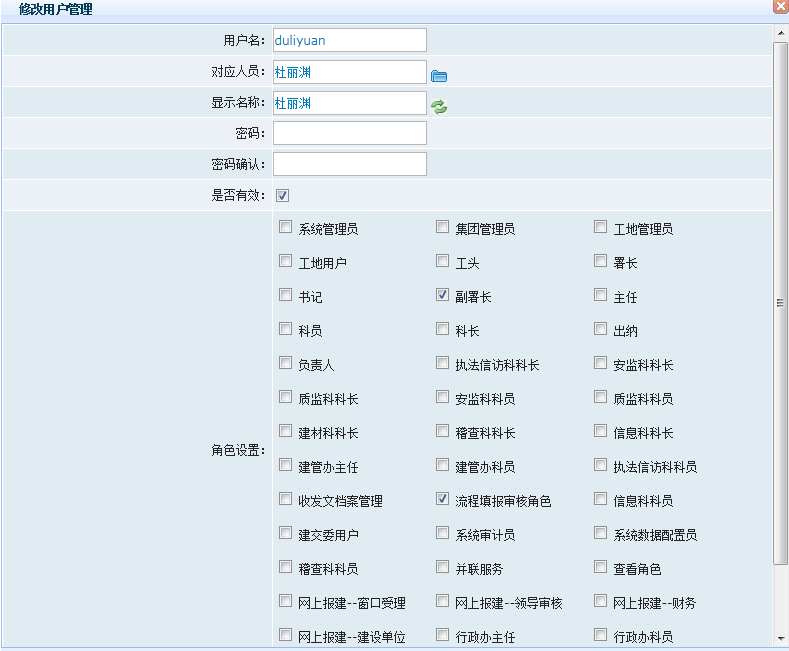 修改用户管理
用户名: duliyuan
对应人员: 杜丽渊
显示名称: 杜丽渊
密码:
密码确认:
是否有效:
系统管理员 集团管理员 工地管理员
工地用户 工头 署长
书记 副署长 主任
科员 科长 出纳
负责人 执法信访科科长 安监科科长
质监科科长 安监科科员 质监科科员
建材科科长 稽查科科长 信息科科长
角色设置:
建管办主任 建管办科员 执法信访科科员
收发文档案管理 流程填报审核角色 信息科科员
建交委用户 系统审计员 系统数据配置员
稽查科科员 并联服务 查看角色
网上报建--窗口受理 网上报建--领导审核 网上报建--财务
网上报建--建设单位 行政办主任 行政办科员